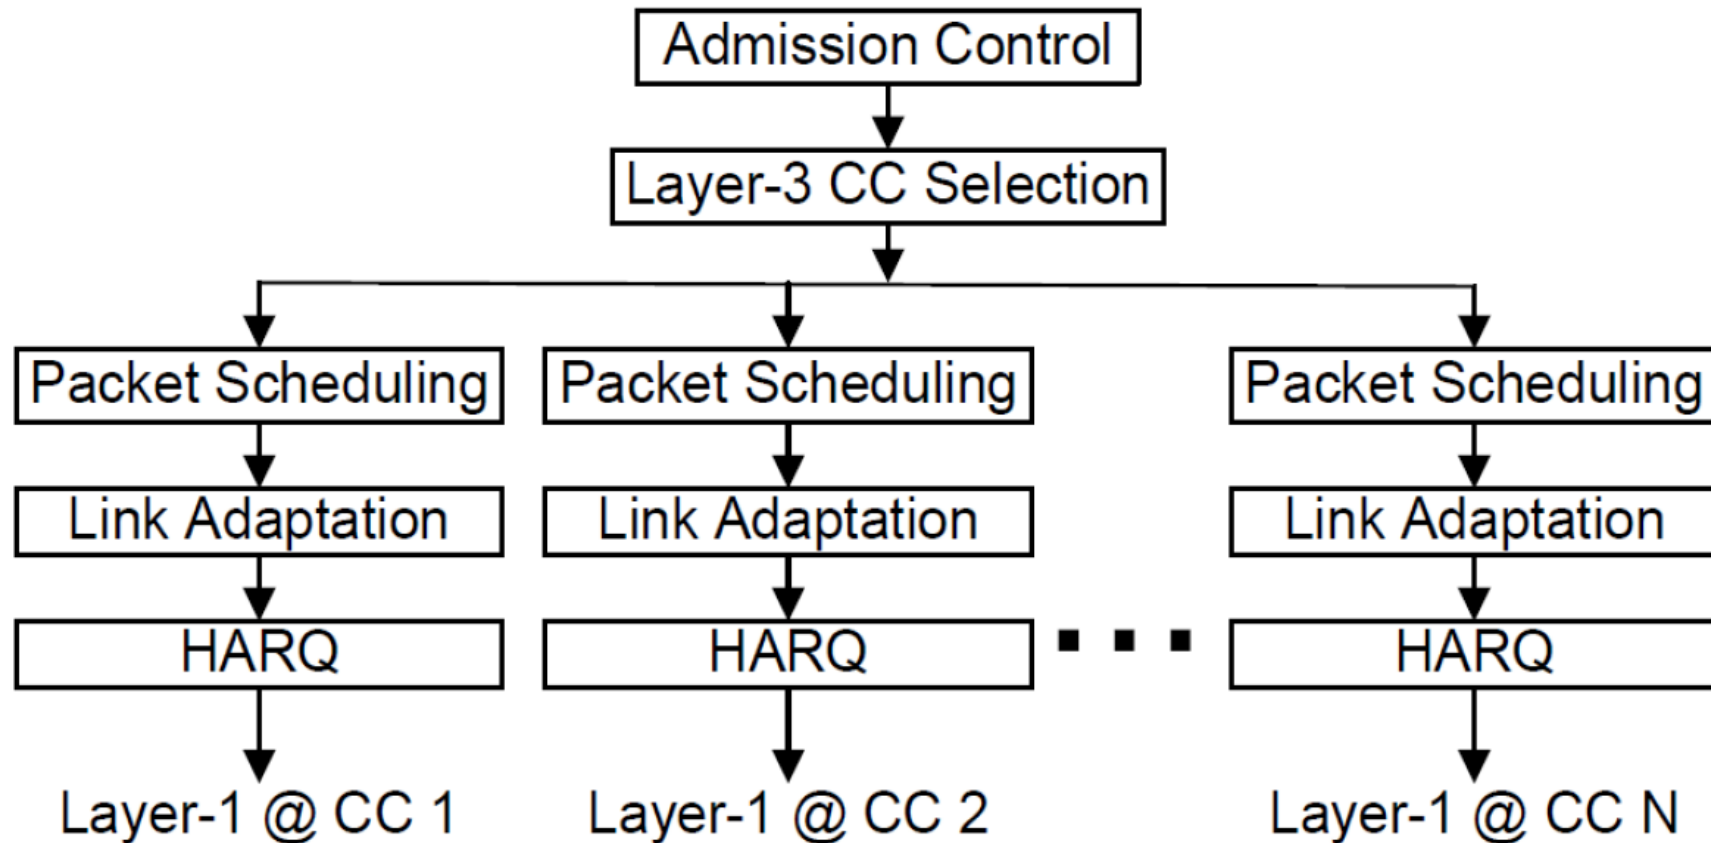 Admission Control
Layer-3 CC Selection
Packet Scheduling
Packet Scheduling
Packet Scheduling
Link Adaptation
Link Adaptation
Link Adaptation
HARQ
HARQ
HARQ
Layer-1 @ CC 1
Layer-1 @ CC 2
Layer-1 @ CC N